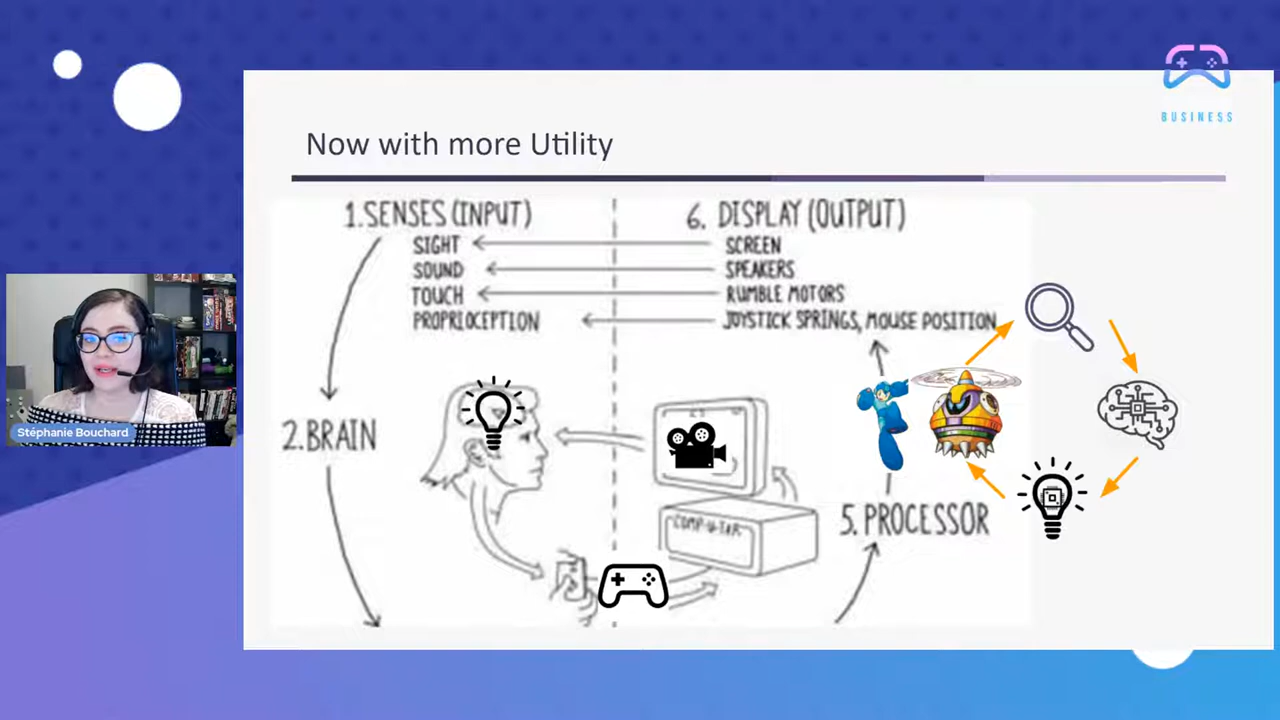 BUSINESS
Now with more Utility
1. SENSES (INPUT)
SIGHT
SOUND
TOUCH
PROPRIOCEPTION
6. DISPLAY (OUTPUT)
SCREEN
SPEAKERS
RUMBLE MOTORS
JOYSTICK SPRINGS, MOUSE POSITION
2. BRAIN
COMPUTER
5. PROCESSOR
Stéphanie Bouchard